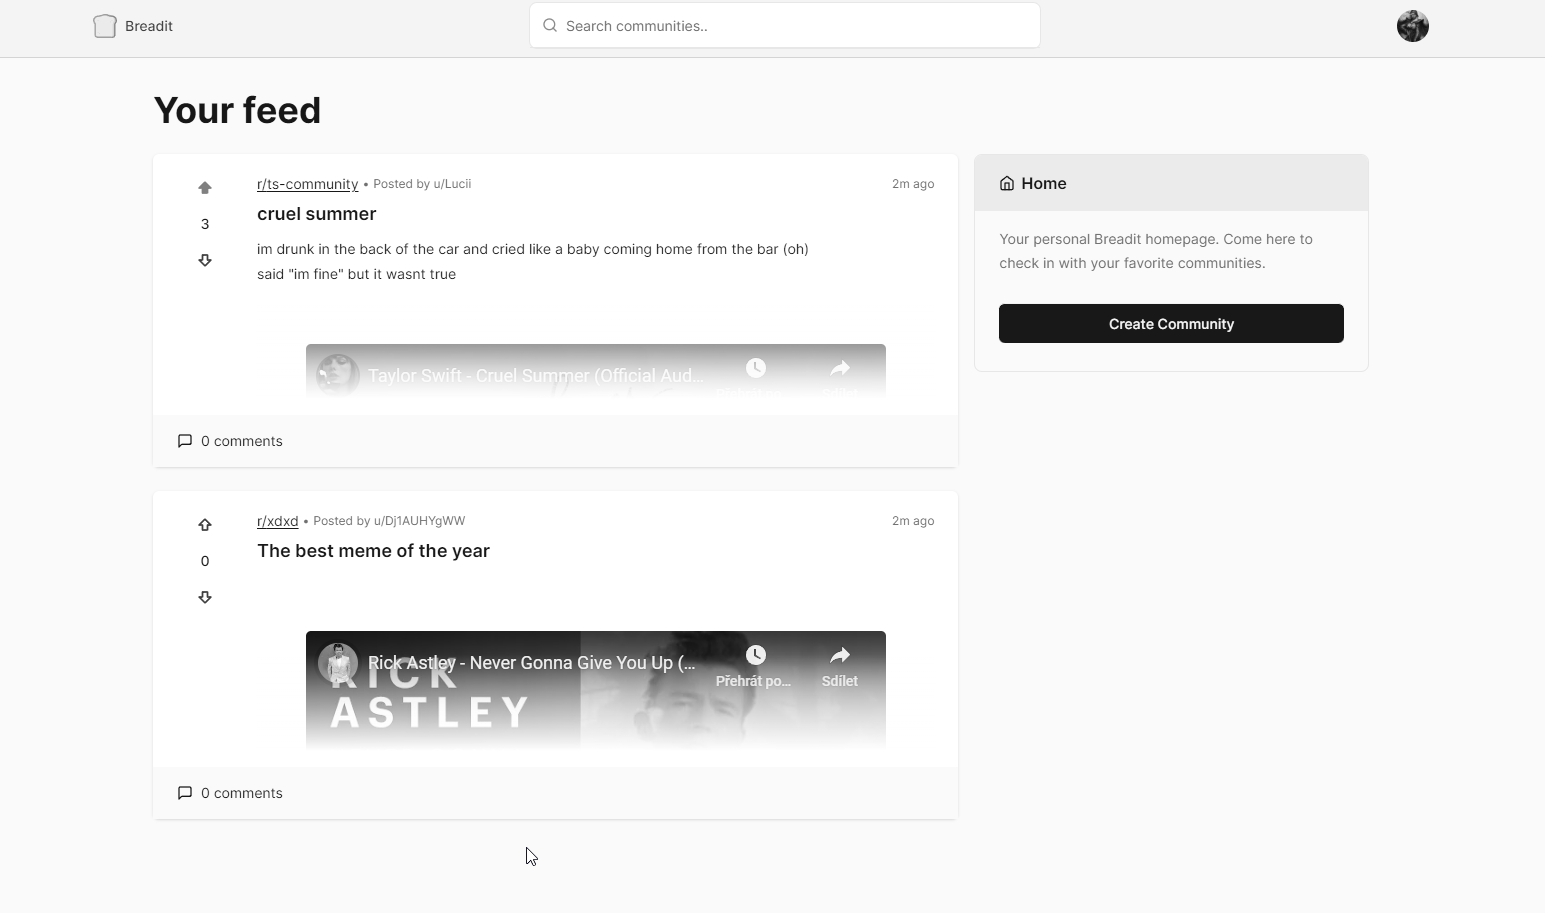 Breadit
Search communities..
Your feed
r/ts-community • Posted by u/Lucii
2m ago
3
cruel summer
im drunk in the back of the car and cried like a baby coming home from the bar (oh)
said "im fine" but it wasnt true
Taylor Swift - Cruel Summer (Official Aud...
0 comments
r/xdxd • Posted by u/Dj1AUHYgWW
2m ago
0
The best meme of the year
Rick Astley - Never Gonna Give You Up (...
Přehrát po...
Sdílet
RICK
ASTLEY
0 comments
Home
Your personal Breadit homepage. Come here to
check in with your favorite communities.
Create Community